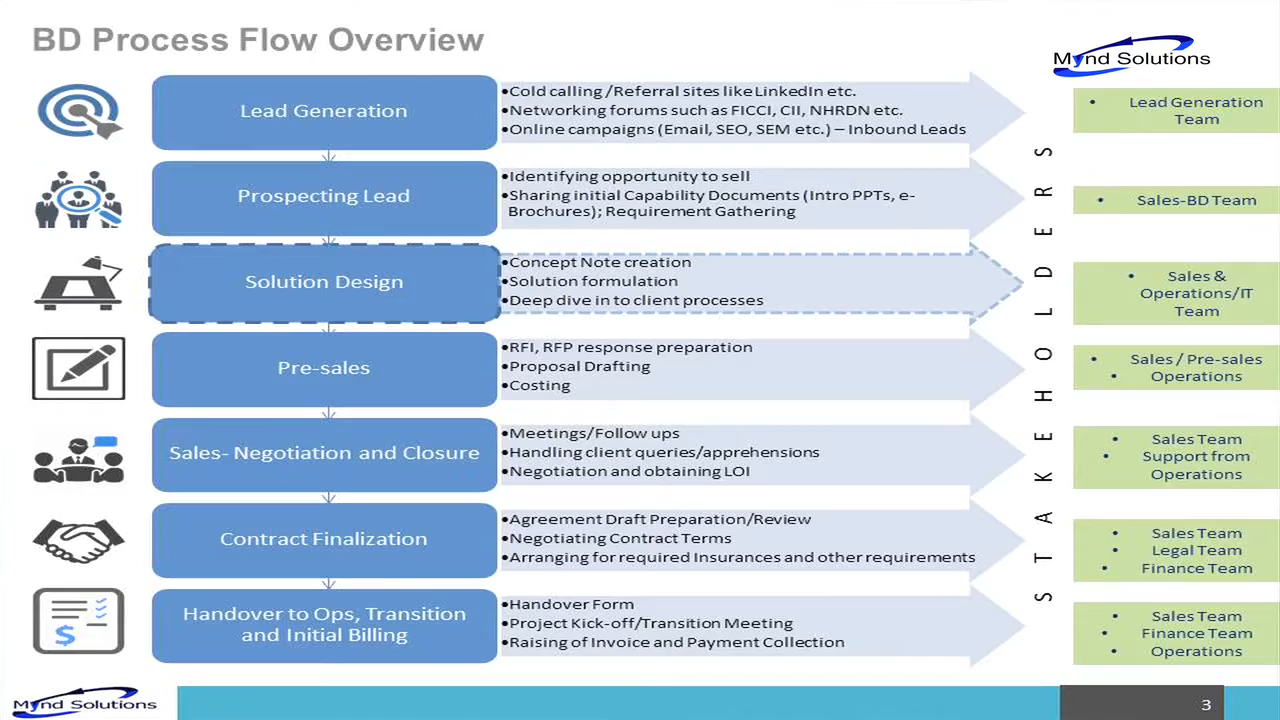 BD Process Flow Overview
Mynd Solutions
Lead Generation
•Cold calling /Referral sites like LinkedIn etc.
•Networking forums such as FICCI, CII, NHRDN etc.
•Online campaigns (Email, SEO, SEM etc.) – Inbound Leads
• Lead Generation
Team
Prospecting Lead
•Identifying opportunity to sell
•Sharing initial Capability Documents (Intro PPTs, e-
Brochures); Requirement Gathering
• Sales-BD Team
Solution Design
•Concept Note creation
•Solution formulation
•Deep dive in to client processes
• Sales &
Operations/IT
Team
Pre-sales
•RFI, RFP response preparation
•Proposal Drafting
•Costing
• Sales / Pre-sales
• Operations
Sales- Negotiation and Closure
•Meetings/Follow ups
•Handling client queries/apprehensions
•Negotiation and obtaining LOI
• Sales Team
• Support from
Operations
Contract Finalization
•Agreement Draft Preparation/Review
•Negotiating Contract Terms
•Arranging for required Insurances and other requirements
• Sales Team
• Legal Team
• Finance Team
Handover to Ops, Transition
and Initial Billing
•Handover Form
•Project Kick-off/Transition Meeting
•Raising of Invoice and Payment Collection
• Sales Team
• Finance Team
• Operations
STAKEHOLDERS
$
Mynd Solutions
3